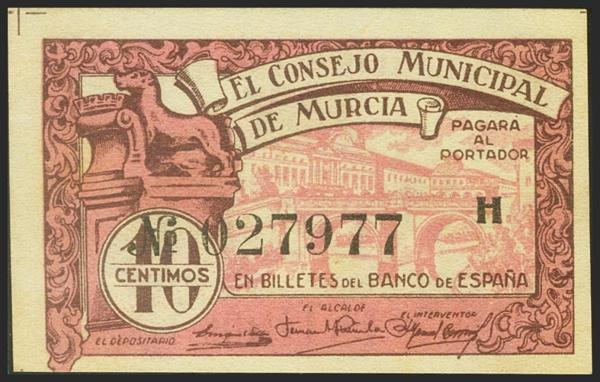 EL CONSEJO MUNICIPAL
DE MURCIA
PAGARÁ
AL
PORTADOR
H
Nº 027977
10
CENTIMOS
EN BILLETES DEL BANCO DE ESPAÑA
EL DEPOSITARIO
EL ALCALDE
EL INTERVENTOR